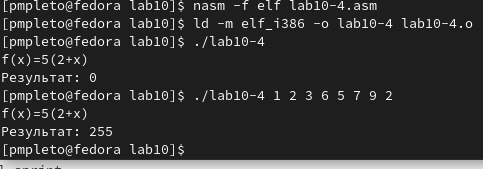 [pmpleto@fedora lab10]$ nasm -f elf lab10-4.asm
[pmpleto@fedora lab10]$ ld -m elf_i386 -o lab10-4 lab10-4.o
[pmpleto@fedora lab10]$ ./lab10-4
f(x)=5(2+x)
Результат: 0
[pmpleto@fedora lab10]$ ./lab10-4 1 2 3 6 5 7 9 2
f(x)=5(2+x)
Результат: 255
[pmpleto@fedora lab10]$